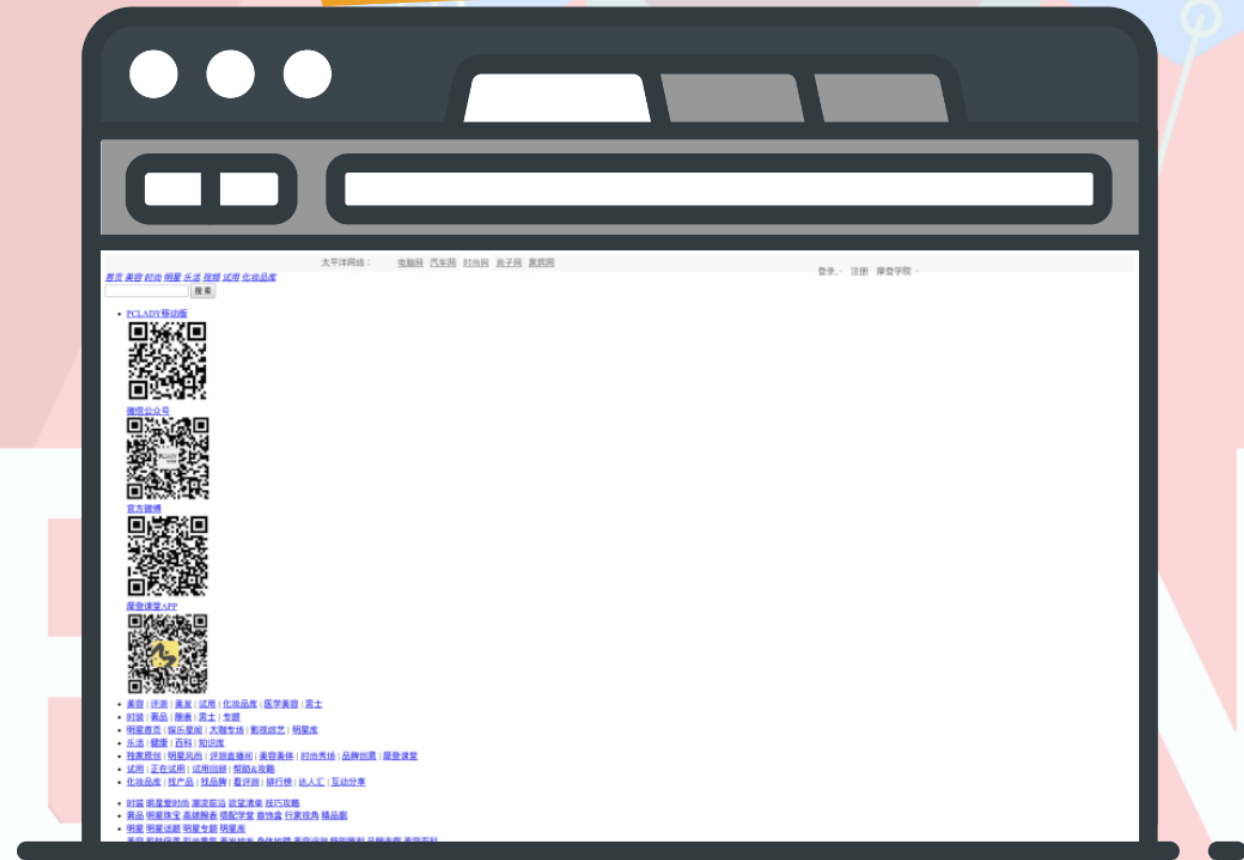 太平洋网络： 电脑网 汽车网 时尚网 亲子网 家居网
登录 注册 摩登学院
首页 美容 时尚 明星 乐活 视频 试用 化妆品库
搜 索
PCLADY移动版
微信公众号
PCLADY
官方微博
摩登课堂APP
美容 | 评测 | 美发 | 试用 | 化妆品库 | 医学美容 | 男士
时装 | 奢品 | 腕表 | 男士 | 专题
明星首页 | 娱乐星闻 | 大咖专场 | 影视综艺 | 明星库
乐活 | 健康 | 百科 | 知识库
独家原创 | 明星风尚 | 评测直播间 | 美容美体 | 时尚秀场 | 品牌创意 | 摩登课堂
试用 | 正在试用 | 试用回顾 | 帮助&攻略
化妆品库 | 找产品 | 找品牌 | 看评测 | 排行榜 | 达人汇 | 互动分享
时装 明星爱时尚 潮流前沿 欲望清单 技巧攻略
奢品 明星珠宝 高雄腕表 搭配学堂 首饰盒 行家视角 精品廊
明星 明星话题 明星专题 明星库